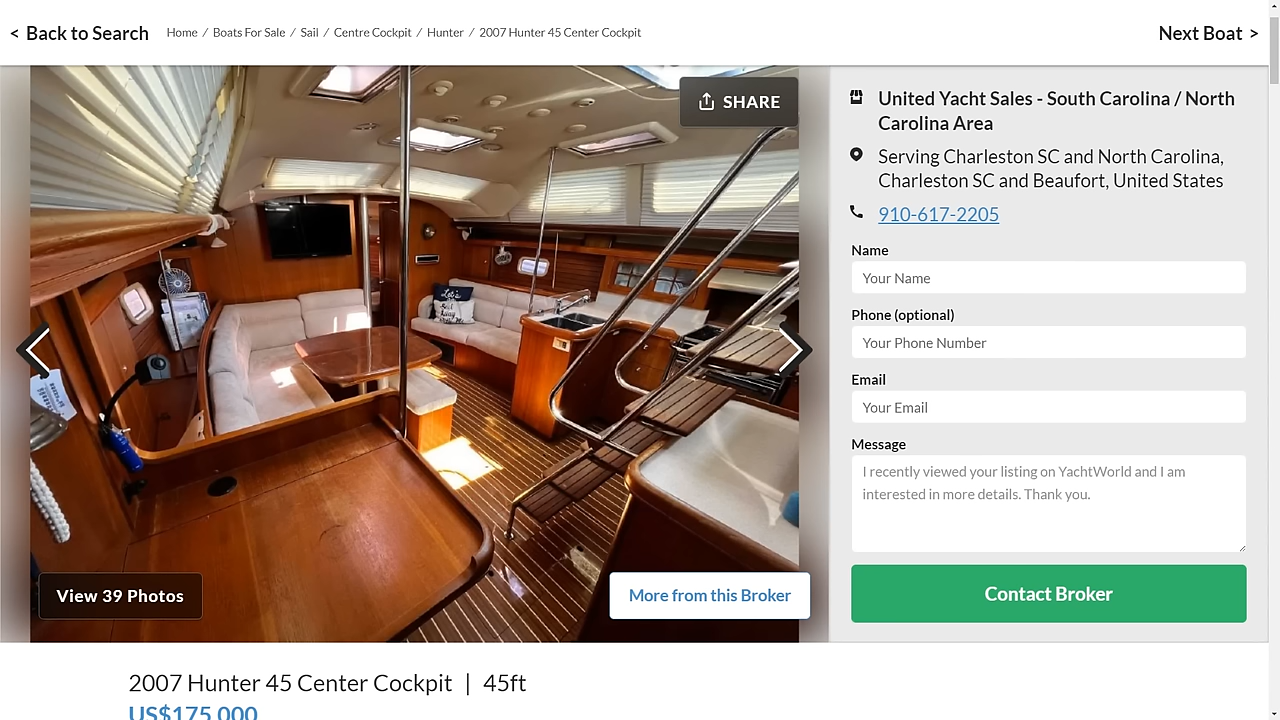 < Back to Search
Home / Boats For Sale / Sail / Centre Cockpit / Hunter / 2007 Hunter 45 Center Cockpit
Next Boat >
SHARE
View 39 Photos
More from this Broker
United Yacht Sales - South Carolina / North
Carolina Area
Serving Charleston SC and North Carolina,
Charleston SC and Beaufort, United States
910-617-2205
Name
Your Name
Phone (optional)
Your Phone Number
Email
Your Email
Message
I recently viewed your listing on YachtWorld and I am
interested in more details. Thank you.
Contact Broker
2007 Hunter 45 Center Cockpit | 45ft
US$175,000